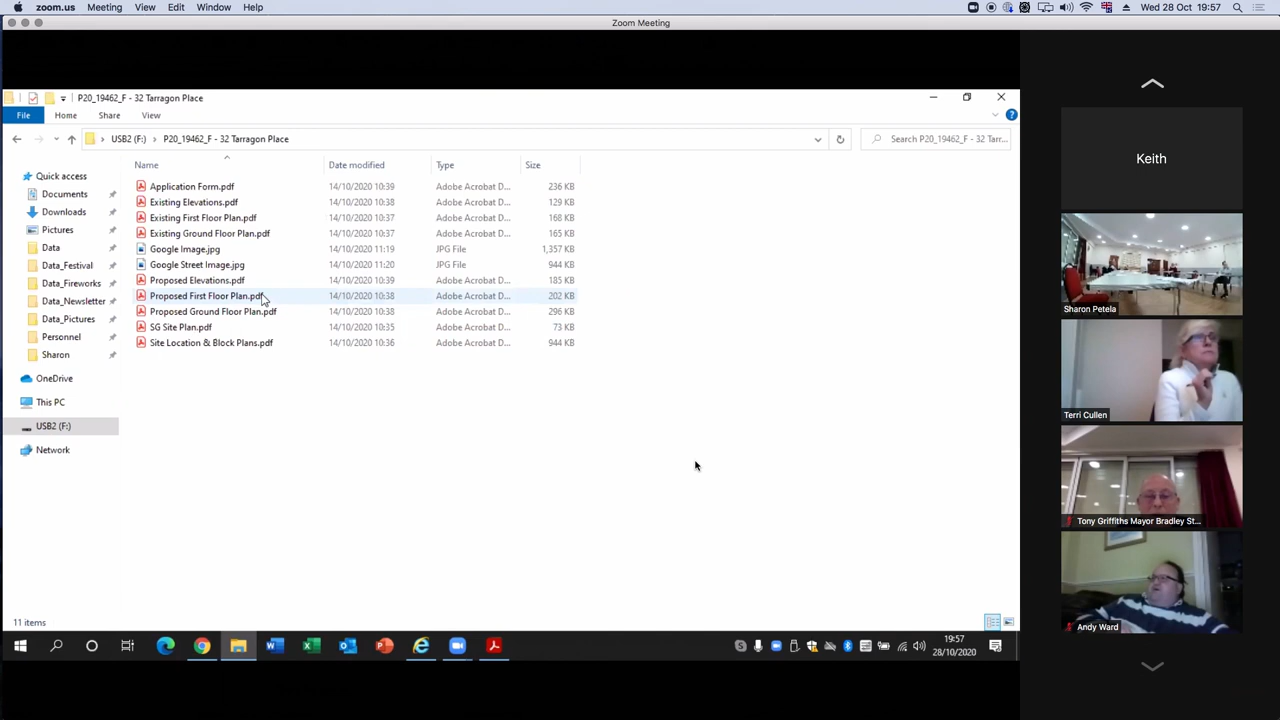 zoom.us Meeting View Edit Window Help Wed 28 Oct 19:57
Zoom Meeting
P20_19462_F - 32 Tarragon Place
File Home Share View
USB2 (F:) P20_19462_F - 32 Tarragon Place Search P20_19462_F - 32 Tarr...
Name Date modified Type Size
Quick access
Documents
Downloads
Pictures
Data
Data_Festival
Data_Fireworks
Data_Newsletter
Data_Pictures
Personnel
Sharon
OneDrive
This PC
USB2 (F:)
Network
Application Form.pdf 14/10/2020 10:39 Adobe Acrobat D... 236 KB
Existing Elevations.pdf 14/10/2020 10:38 Adobe Acrobat D... 129 KB
Existing First Floor Plan.pdf 14/10/2020 10:37 Adobe Acrobat D... 168 KB
Existing Ground Floor Plan.pdf 14/10/2020 10:37 Adobe Acrobat D... 165 KB
Google Image.jpg 14/10/2020 11:19 JPG File 1,357 KB
Google Street Image.jpg 14/10/2020 11:20 JPG File 944 KB
Proposed Elevations.pdf 14/10/2020 10:39 Adobe Acrobat D... 185 KB
Proposed First Floor Plan.pdf 14/10/2020 10:38 Adobe Acrobat D... 202 KB
Proposed Ground Floor Plan.pdf 14/10/2020 10:38 Adobe Acrobat D... 296 KB
SG Site Plan.pdf 14/10/2020 10:35 Adobe Acrobat D... 73 KB
Site Location & Block Plans.pdf 14/10/2020 10:36 Adobe Acrobat D... 944 KB
11 items
19:57
28/10/2020
Keith
Sharon Petela
Terri Cullen
Tony Griffiths Mayor Bradley St...
Andy Ward